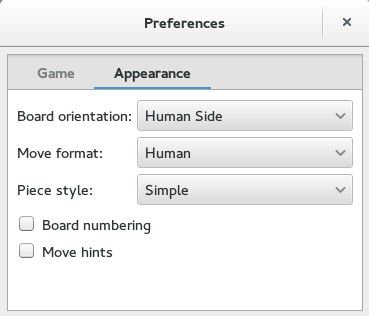 Preferences
Game Appearance
Board orientation: Human Side
Move format: Human
Piece style: Simple
Board numbering
Move hints